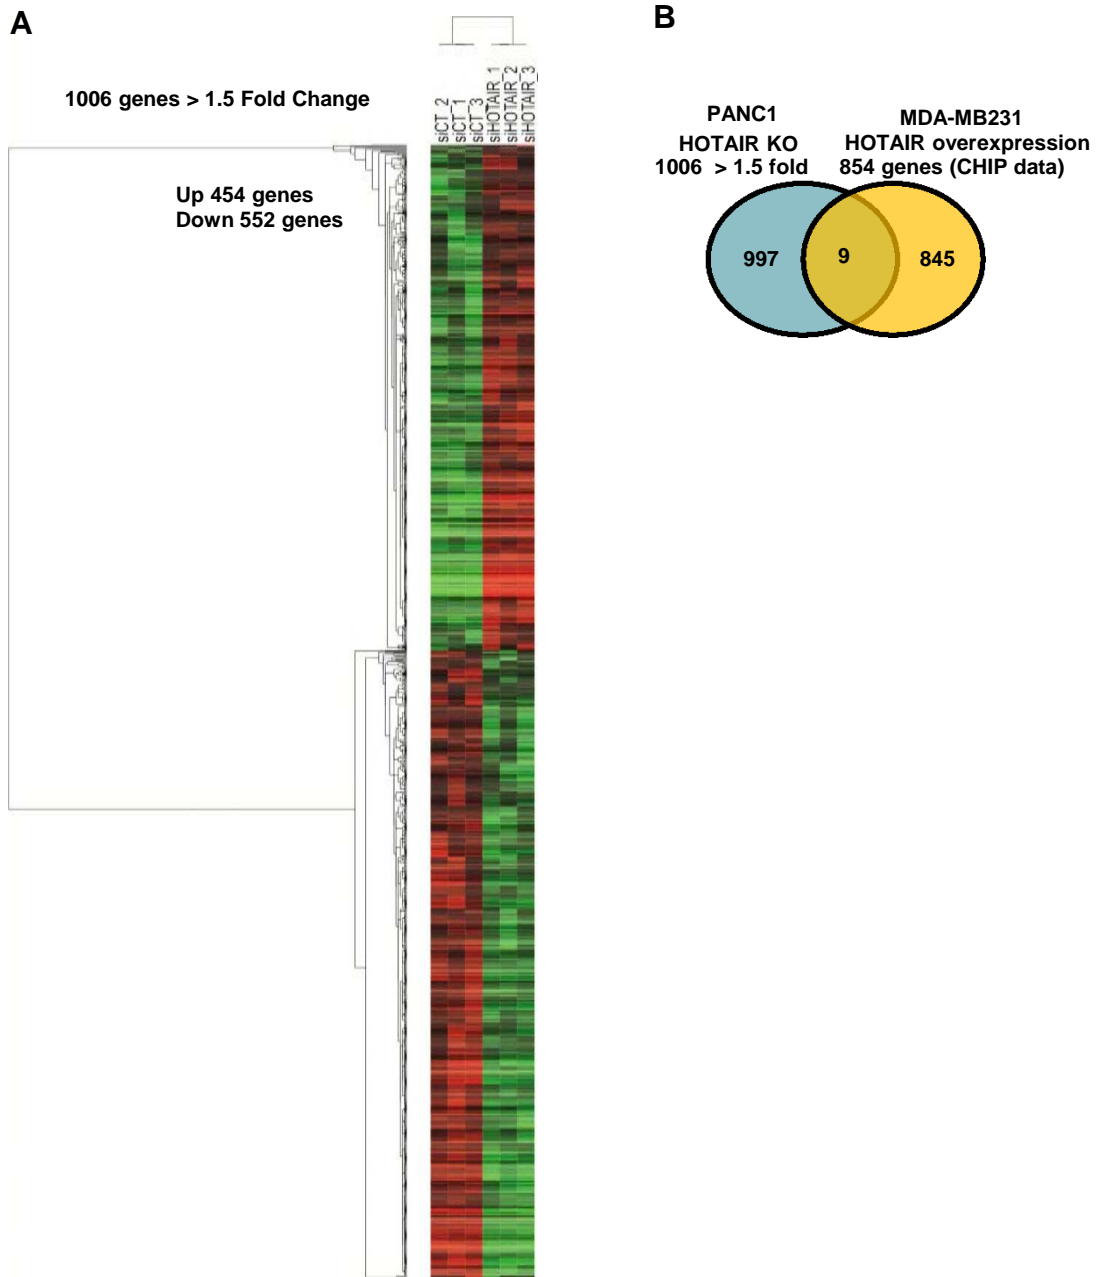 A
1006 genes > 1.5 Fold Change
Up 454 genes
Down 552 genes
siCT_2
siCT_1
siCT_3
siHOTAIR_1
siHOTAIR_2
siHOTAIR_3
B
PANC1
HOTAIR KO
1006 > 1.5 fold
MDA-MB231
HOTAIR overexpression
854 genes (CHIP data)
997
9
845